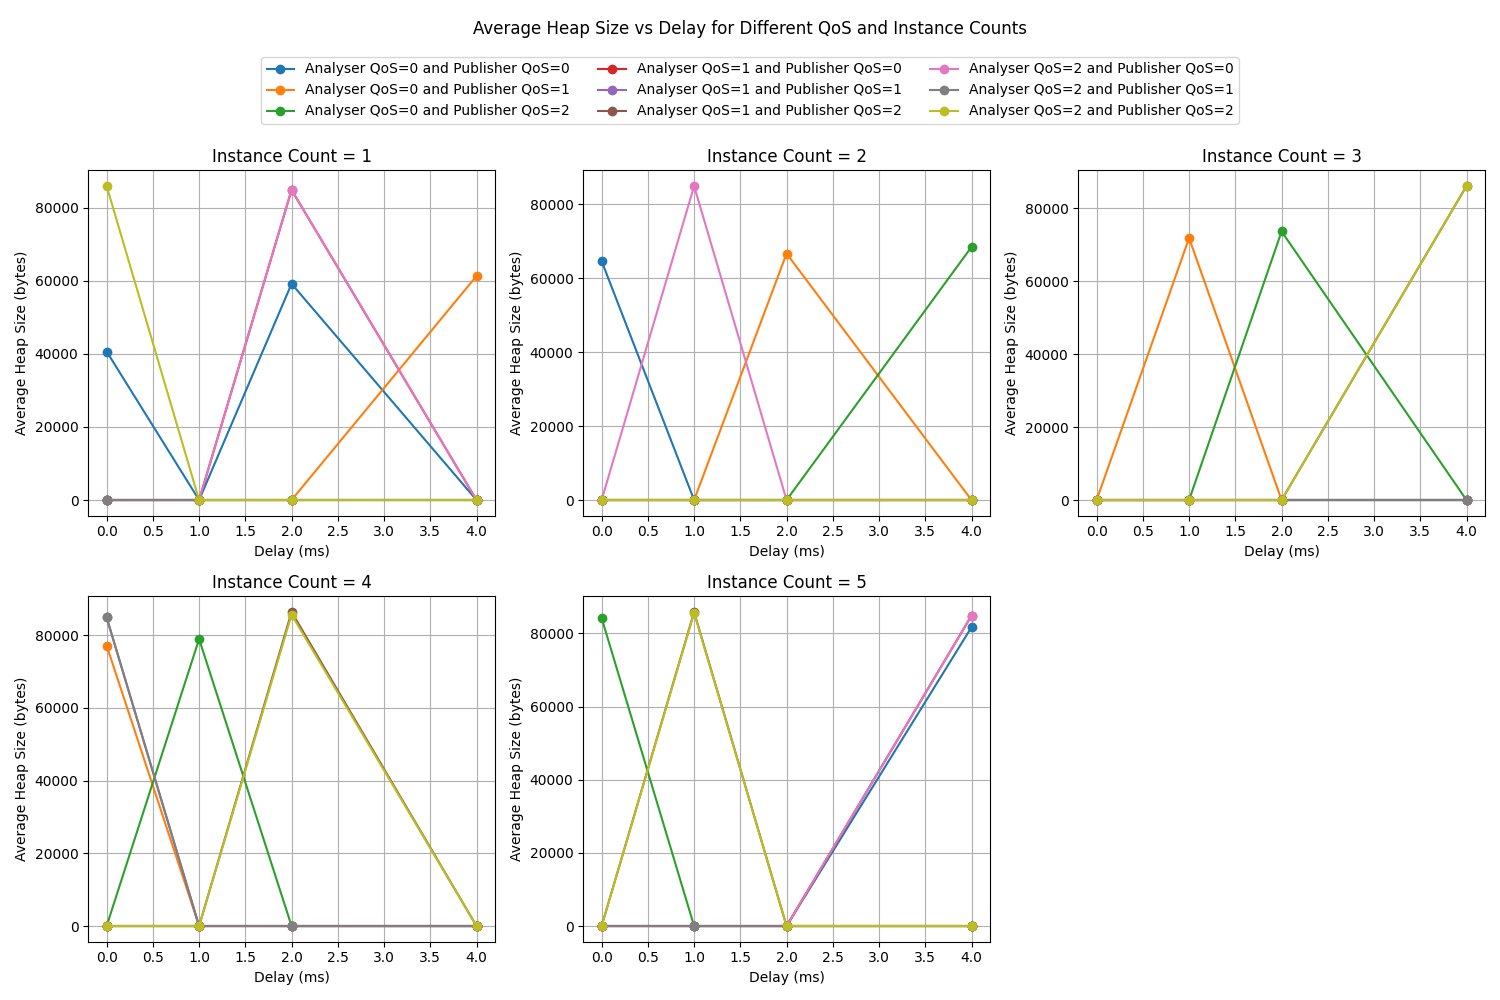 Average Heap Size vs Delay for Different QoS and Instance Counts
Analyser QoS=0 and Publisher QoS=0
Analyser QoS=0 and Publisher QoS=1
Analyser QoS=0 and Publisher QoS=2
Analyser QoS=1 and Publisher QoS=0
Analyser QoS=1 and Publisher QoS=1
Analyser QoS=1 and Publisher QoS=2
Analyser QoS=2 and Publisher QoS=0
Analyser QoS=2 and Publisher QoS=1
Analyser QoS=2 and Publisher QoS=2
Instance Count = 1
Average Heap Size (bytes)
80000
60000
40000
20000
0
0.0 0.5 1.0 1.5 2.0 2.5 3.0 3.5 4.0
Delay (ms)
Instance Count = 2
Average Heap Size (bytes)
80000
60000
40000
20000
0
0.0 0.5 1.0 1.5 2.0 2.5 3.0 3.5 4.0
Delay (ms)
Instance Count = 3
Average Heap Size (bytes)
80000
60000
40000
20000
0
0.0 0.5 1.0 1.5 2.0 2.5 3.0 3.5 4.0
Delay (ms)
Instance Count = 4
Average Heap Size (bytes)
80000
60000
40000
20000
0
0.0 0.5 1.0 1.5 2.0 2.5 3.0 3.5 4.0
Delay (ms)
Instance Count = 5
Average Heap Size (bytes)
80000
60000
40000
20000
0
0.0 0.5 1.0 1.5 2.0 2.5 3.0 3.5 4.0
Delay (ms)